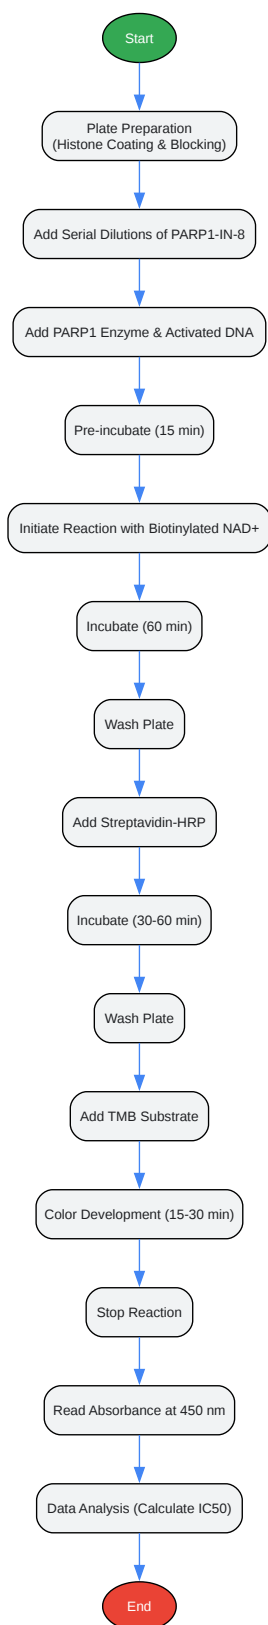 Start
Plate Preparation
(Histone Coating & Blocking)
Add Serial Dilutions of PARP1-IN-8
Add PARP1 Enzyme & Activated DNA
Pre-incubate (15 min)
Initiate Reaction with Biotinylated NAD+
Incubate (60 min)
Wash Plate
Add Streptavidin-HRP
Incubate (30-60 min)
Wash Plate
Add TMB Substrate
Color Development (15-30 min)
Stop Reaction
Read Absorbance at 450 nm
Data Analysis (Calculate IC50)
End